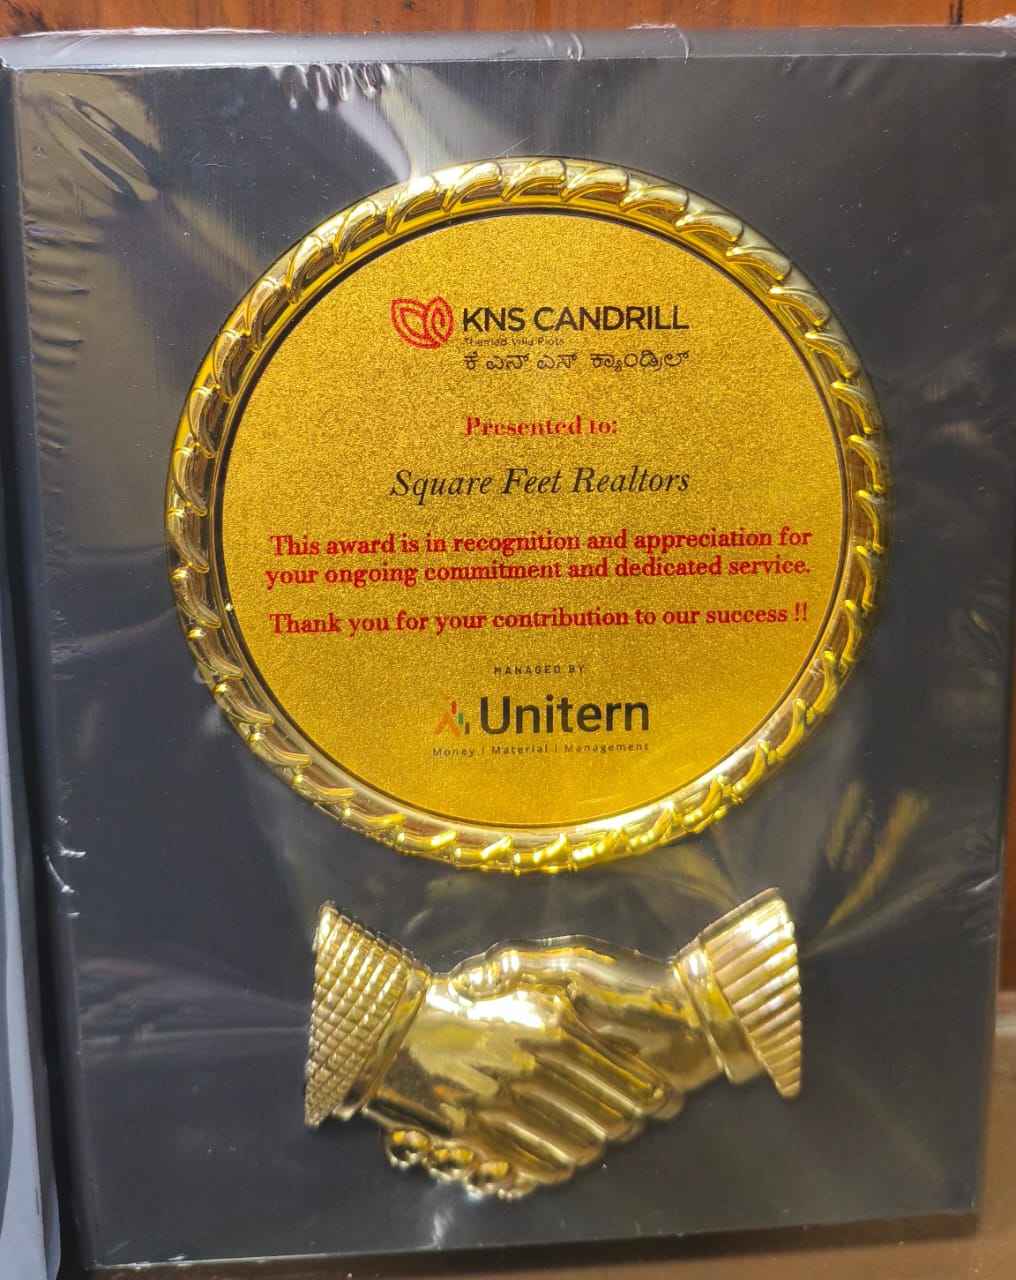 KNS CANDRILL
Themed Villa Plots
ಕೆ ಎನ್ ಎಸ್ ಕ್ಯಾಂಡ್ರಿಲ್
Presented to:
Square Feet Realtors
This award is in recognition and appreciation for
your ongoing commitment and dedicated service.
Thank you for your contribution to our success !!
MANAGED BY
Unitern
Money | Material | Management